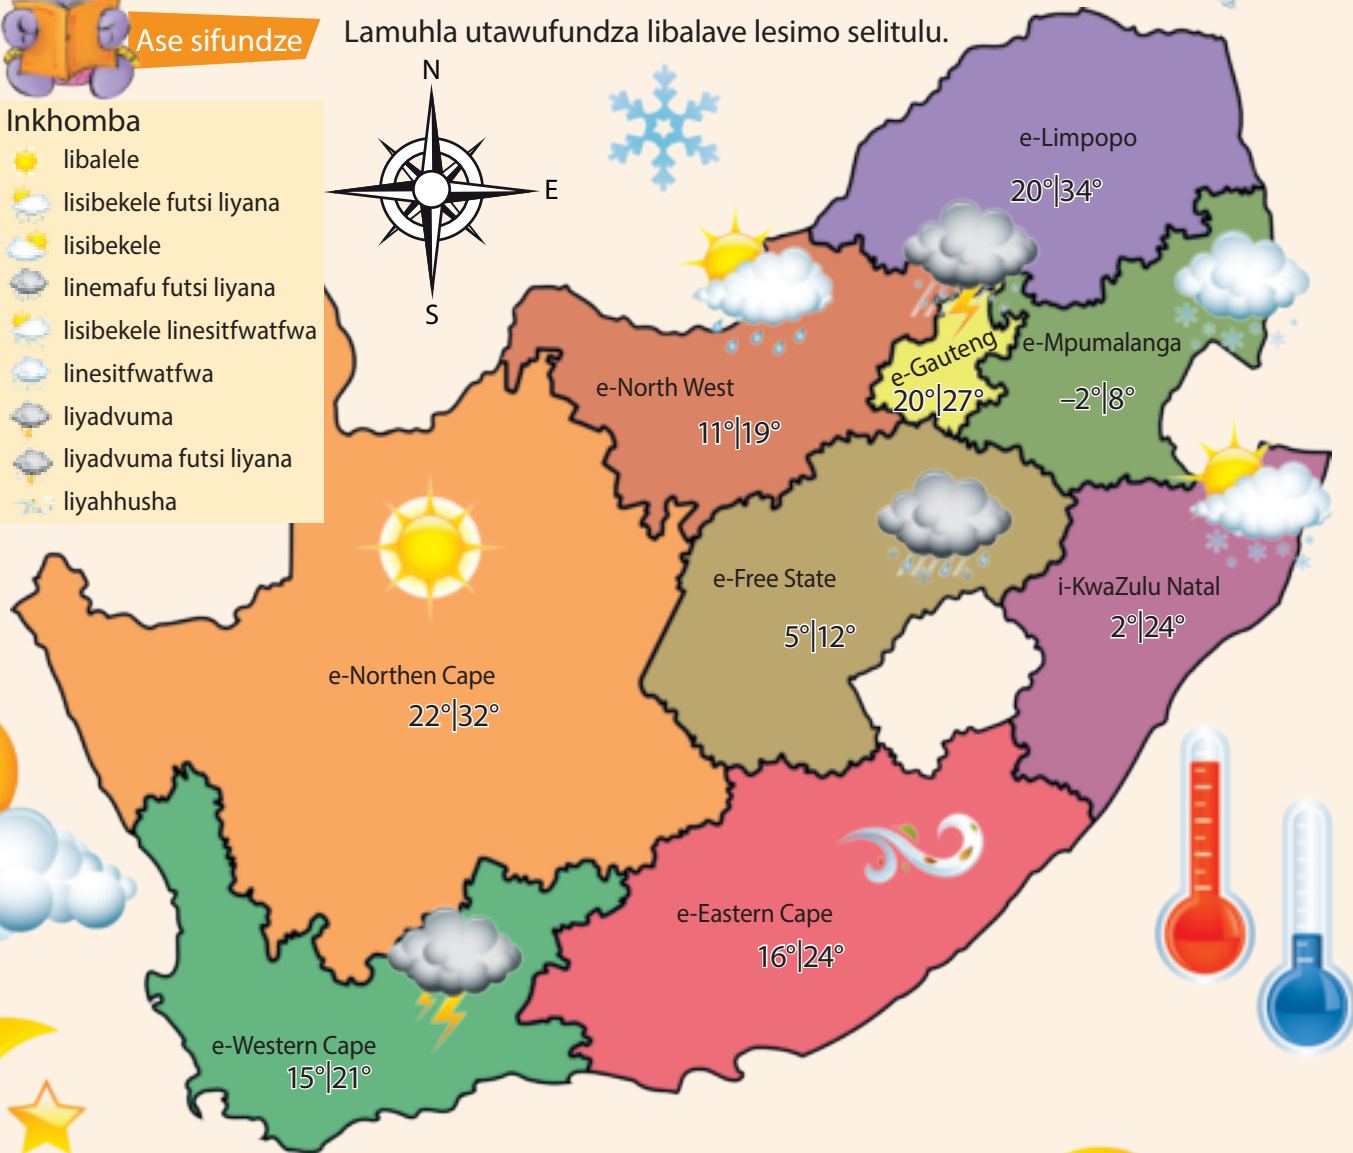 Ase sifundze
Lamuhla utawufundza libalave lesimo selitulu.
N
E
S
Inkhomba
libalele
lisibekele futsi liyana
lisibekele
linemafu futsi liyana
lisibekele linesitfwatfwa
linesitfwatfwa
liyadvuma
liyadvuma futsi liyana
liyahhusha
e-Limpopo
20°|34°
e-Gauteng
20°|27°
e-Mpumalanga
–2°|8°
e-North West
11°|19°
e-Free State
5°|12°
i-KwaZulu Natal
2°|24°
e-Northen Cape
22°|32°
e-Eastern Cape
16°|24°
e-Western Cape
15°|21°